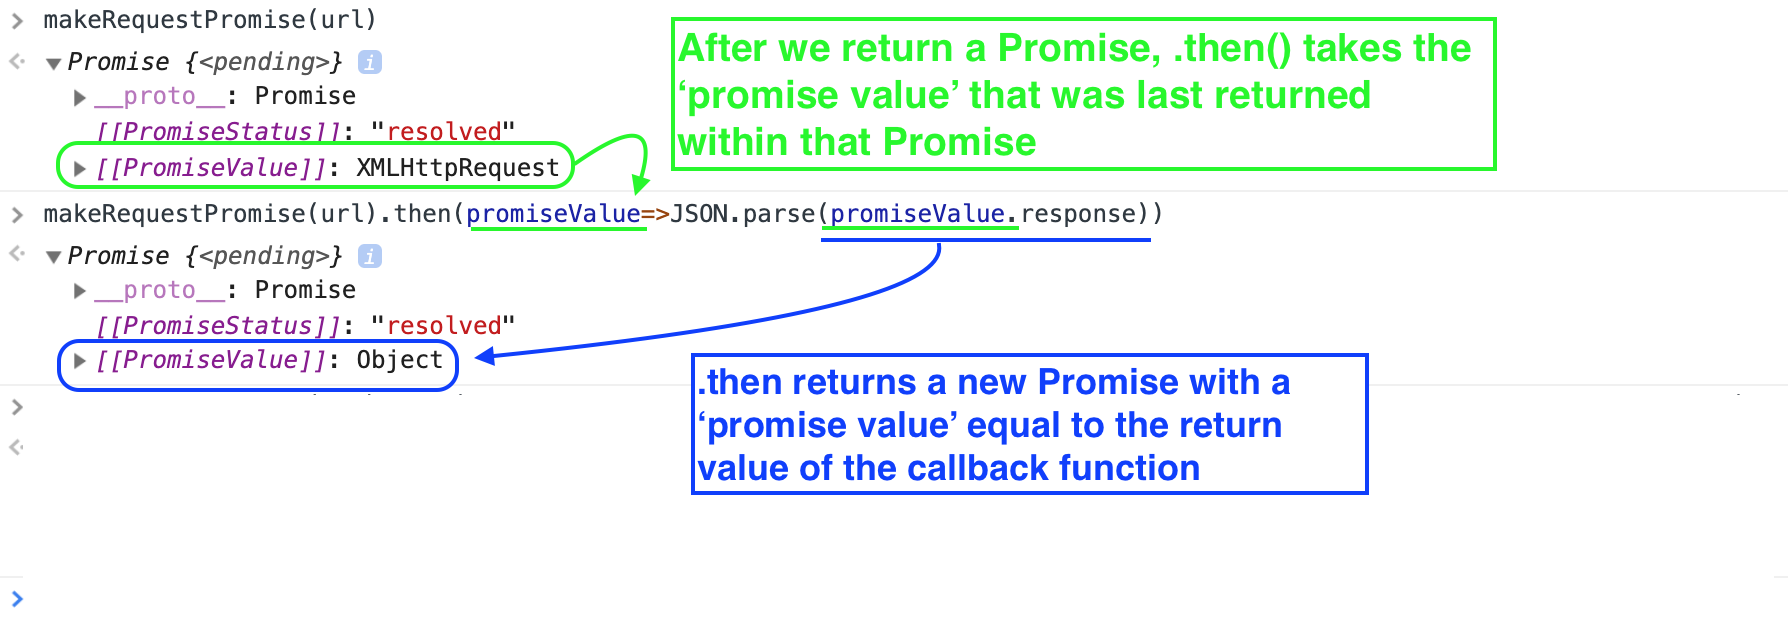 makeRequestPromise(url)
Promise {<pending>} i
__proto__: Promise
[[PromiseStatus]]: "resolved"
[[PromiseValue]]: XMLHttpRequest
After we return a Promise, .then() takes the
‘promise value’ that was last returned
within that Promise
makeRequestPromise(url).then(promiseValue=>JSON.parse(promiseValue.response))
Promise {<pending>} i
__proto__: Promise
[[PromiseStatus]]: "resolved"
[[PromiseValue]]: Object
.then returns a new Promise with a
‘promise value’ equal to the return
value of the callback function